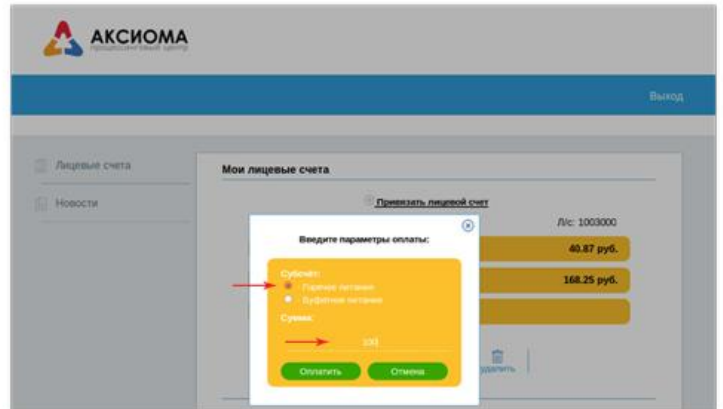 АКСИОМА
процессинговый центр
Выход
Лицевые счета
Новости
Мои лицевые счета
Привязать лицевой счет
Л/с: 1003000
40.87 руб.
168.25 руб.
Введите параметры оплаты:
Субсчёт:
- Горячее питание
- Буфетное питание
Сумма:
100
Оплатить
Отмена
удалить